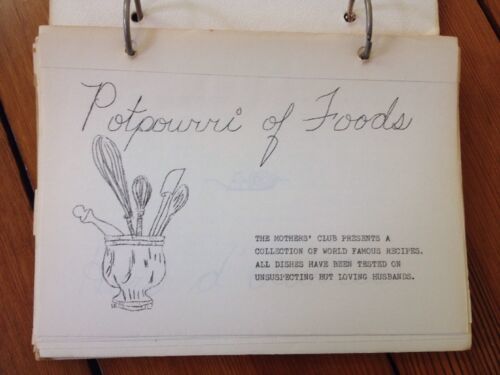 Potpourri of Foods
THE MOTHERS' CLUB PRESENTS A
COLLECTION OF WORLD FAMOUS RECIPES.
ALL DISHES HAVE BEEN TESTED ON
UNSUSPECTING BUT LOVING HUSBANDS.